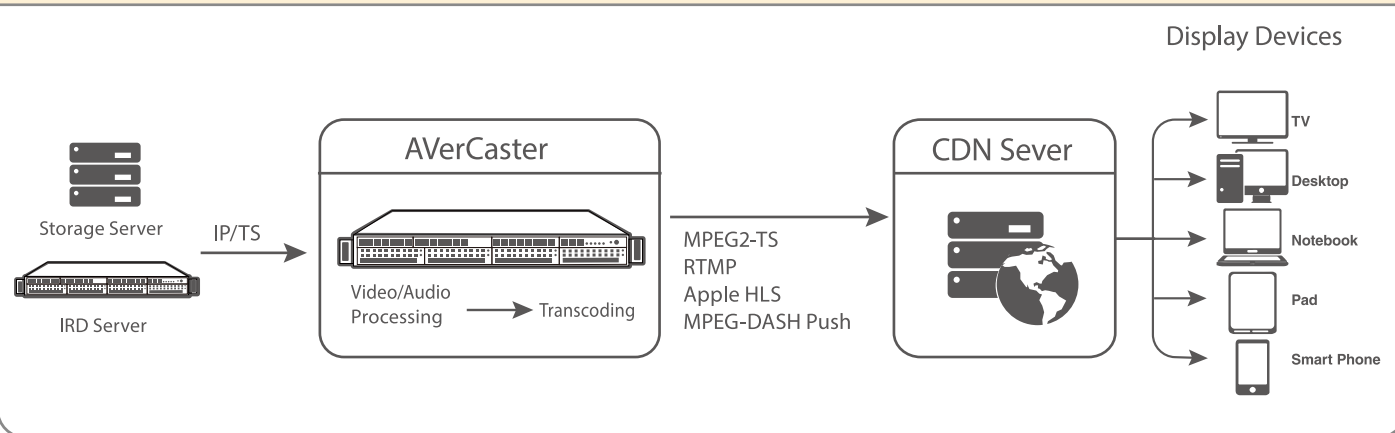 Display Devices
Storage Server
IRD Server
IP/TS
AVerCaster
Video/Audio
Processing
Transcoding
MPEG2-TS
RTMP
Apple HLS
MPEG-DASH Push
CDN Sever
TV
Desktop
Notebook
Pad
Smart Phone